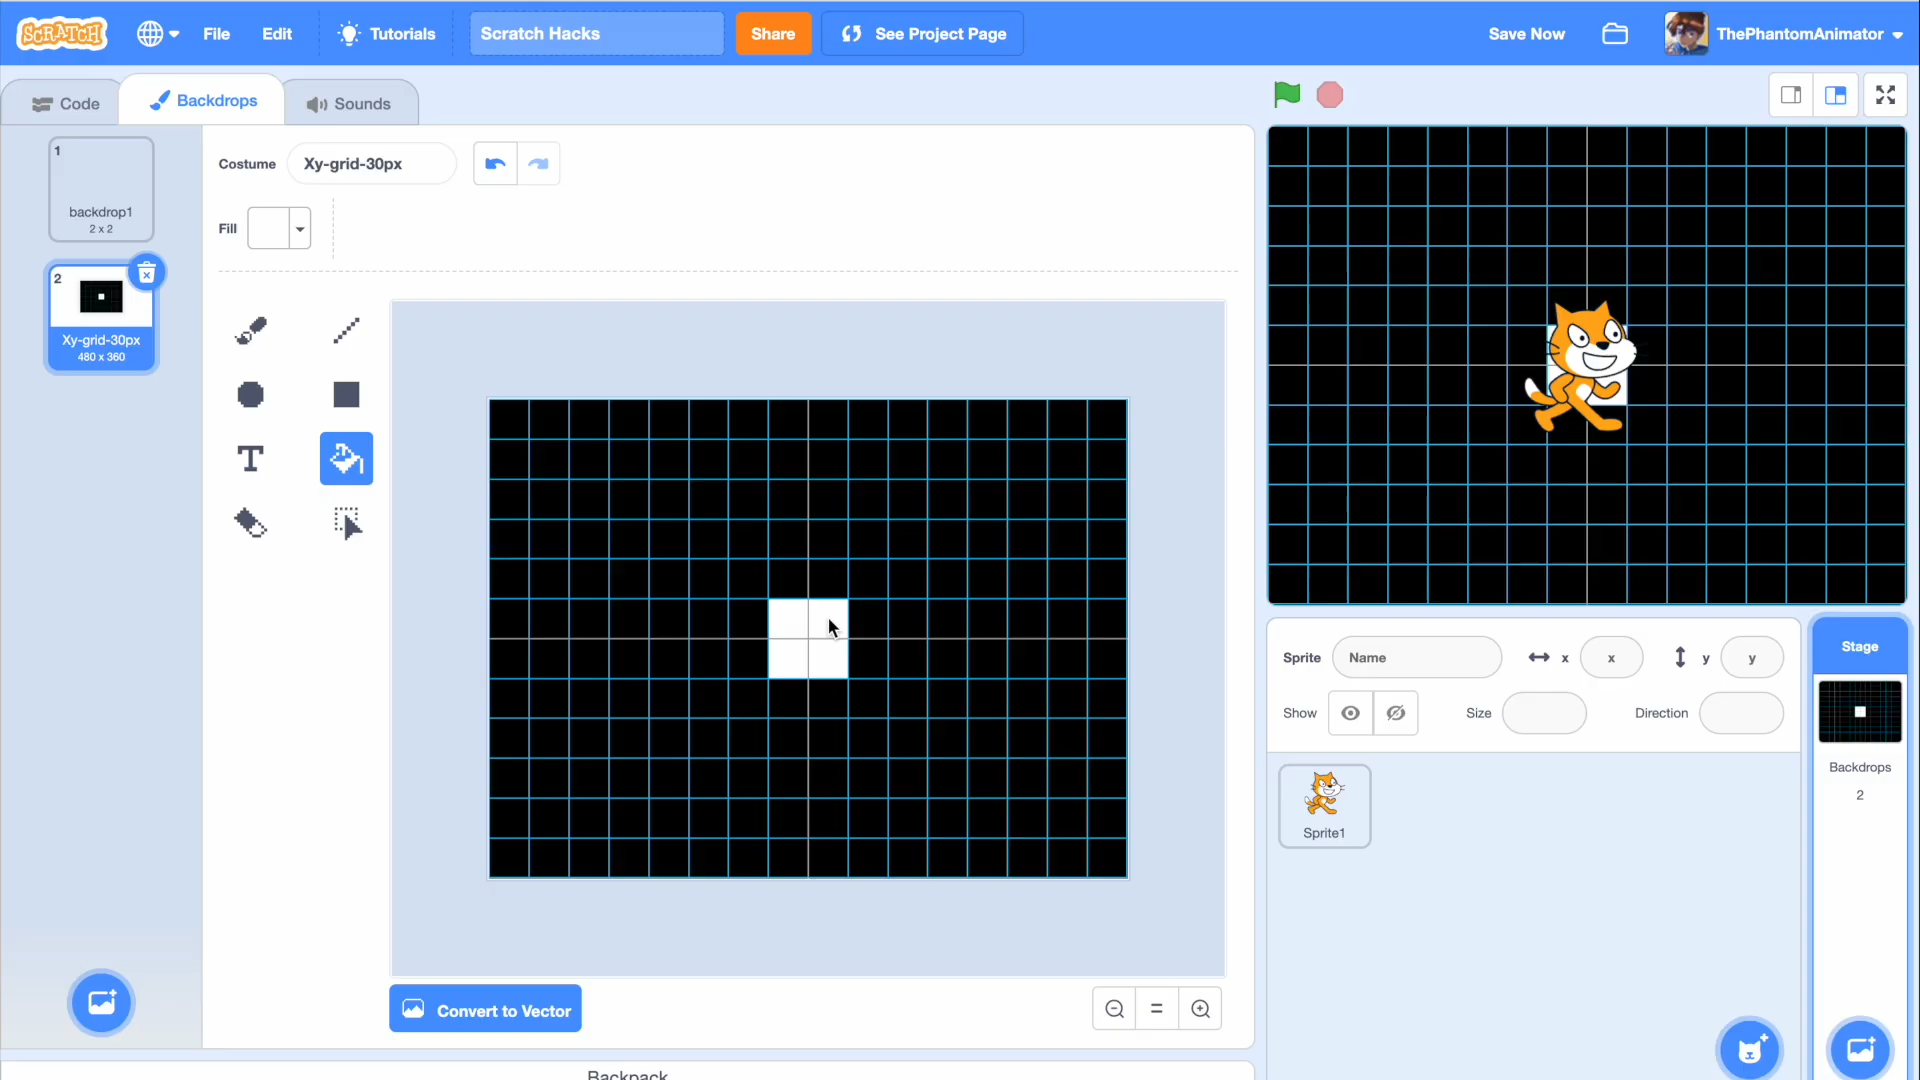 SCRATCH File Edit Tutorials Scratch Hacks Share See Project Page Save Now ThePhantomAnimator
Code Backdrops Sounds
1
backdrop1
2 x 2
2
Xy-grid-30px
480 x 360
Costume Xy-grid-30px
Fill
T
Convert to Vector
Backpack
Sprite Name x x y y
Show Size Direction
Sprite1
Stage
Backdrops
2